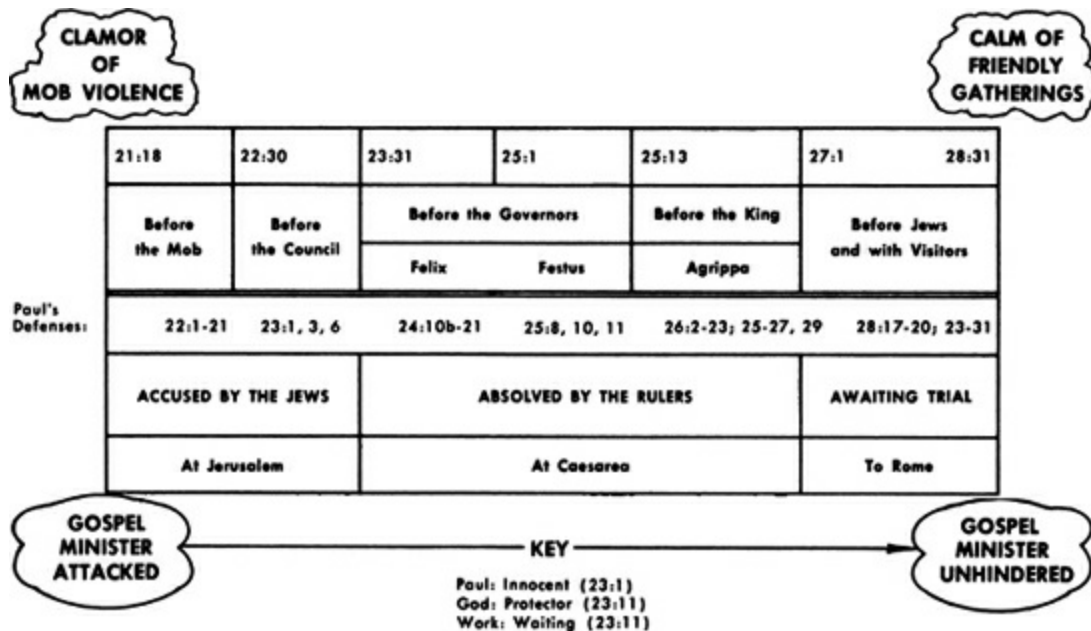 CLAMOR
OF
MOB VIOLENCE
CALM OF
FRIENDLY
GATHERINGS
21:18 22:30 23:31 25:1 25:13 27:1 28:31
Before
the Mob
Before
the Council
Before the Governors
Felix Festus
Before the King
Agrippa
Before Jews
and with Visitors
Paul's
Defenses:
22:1-21 23:1, 3, 6 24:10b-21 25:8, 10, 11 26:2-23; 25-27, 29 28:17-20; 23-31
ACCUSED BY THE JEWS ABSOLVED BY THE RULERS AWAITING TRIAL
At Jerusalem At Caesarea To Rome
GOSPEL
MINISTER
ATTACKED
KEY
GOSPEL
MINISTER
UNHINDERED
Paul: Innocent (23:1)
God: Protector (23:11)
Work: Waiting (23:11)